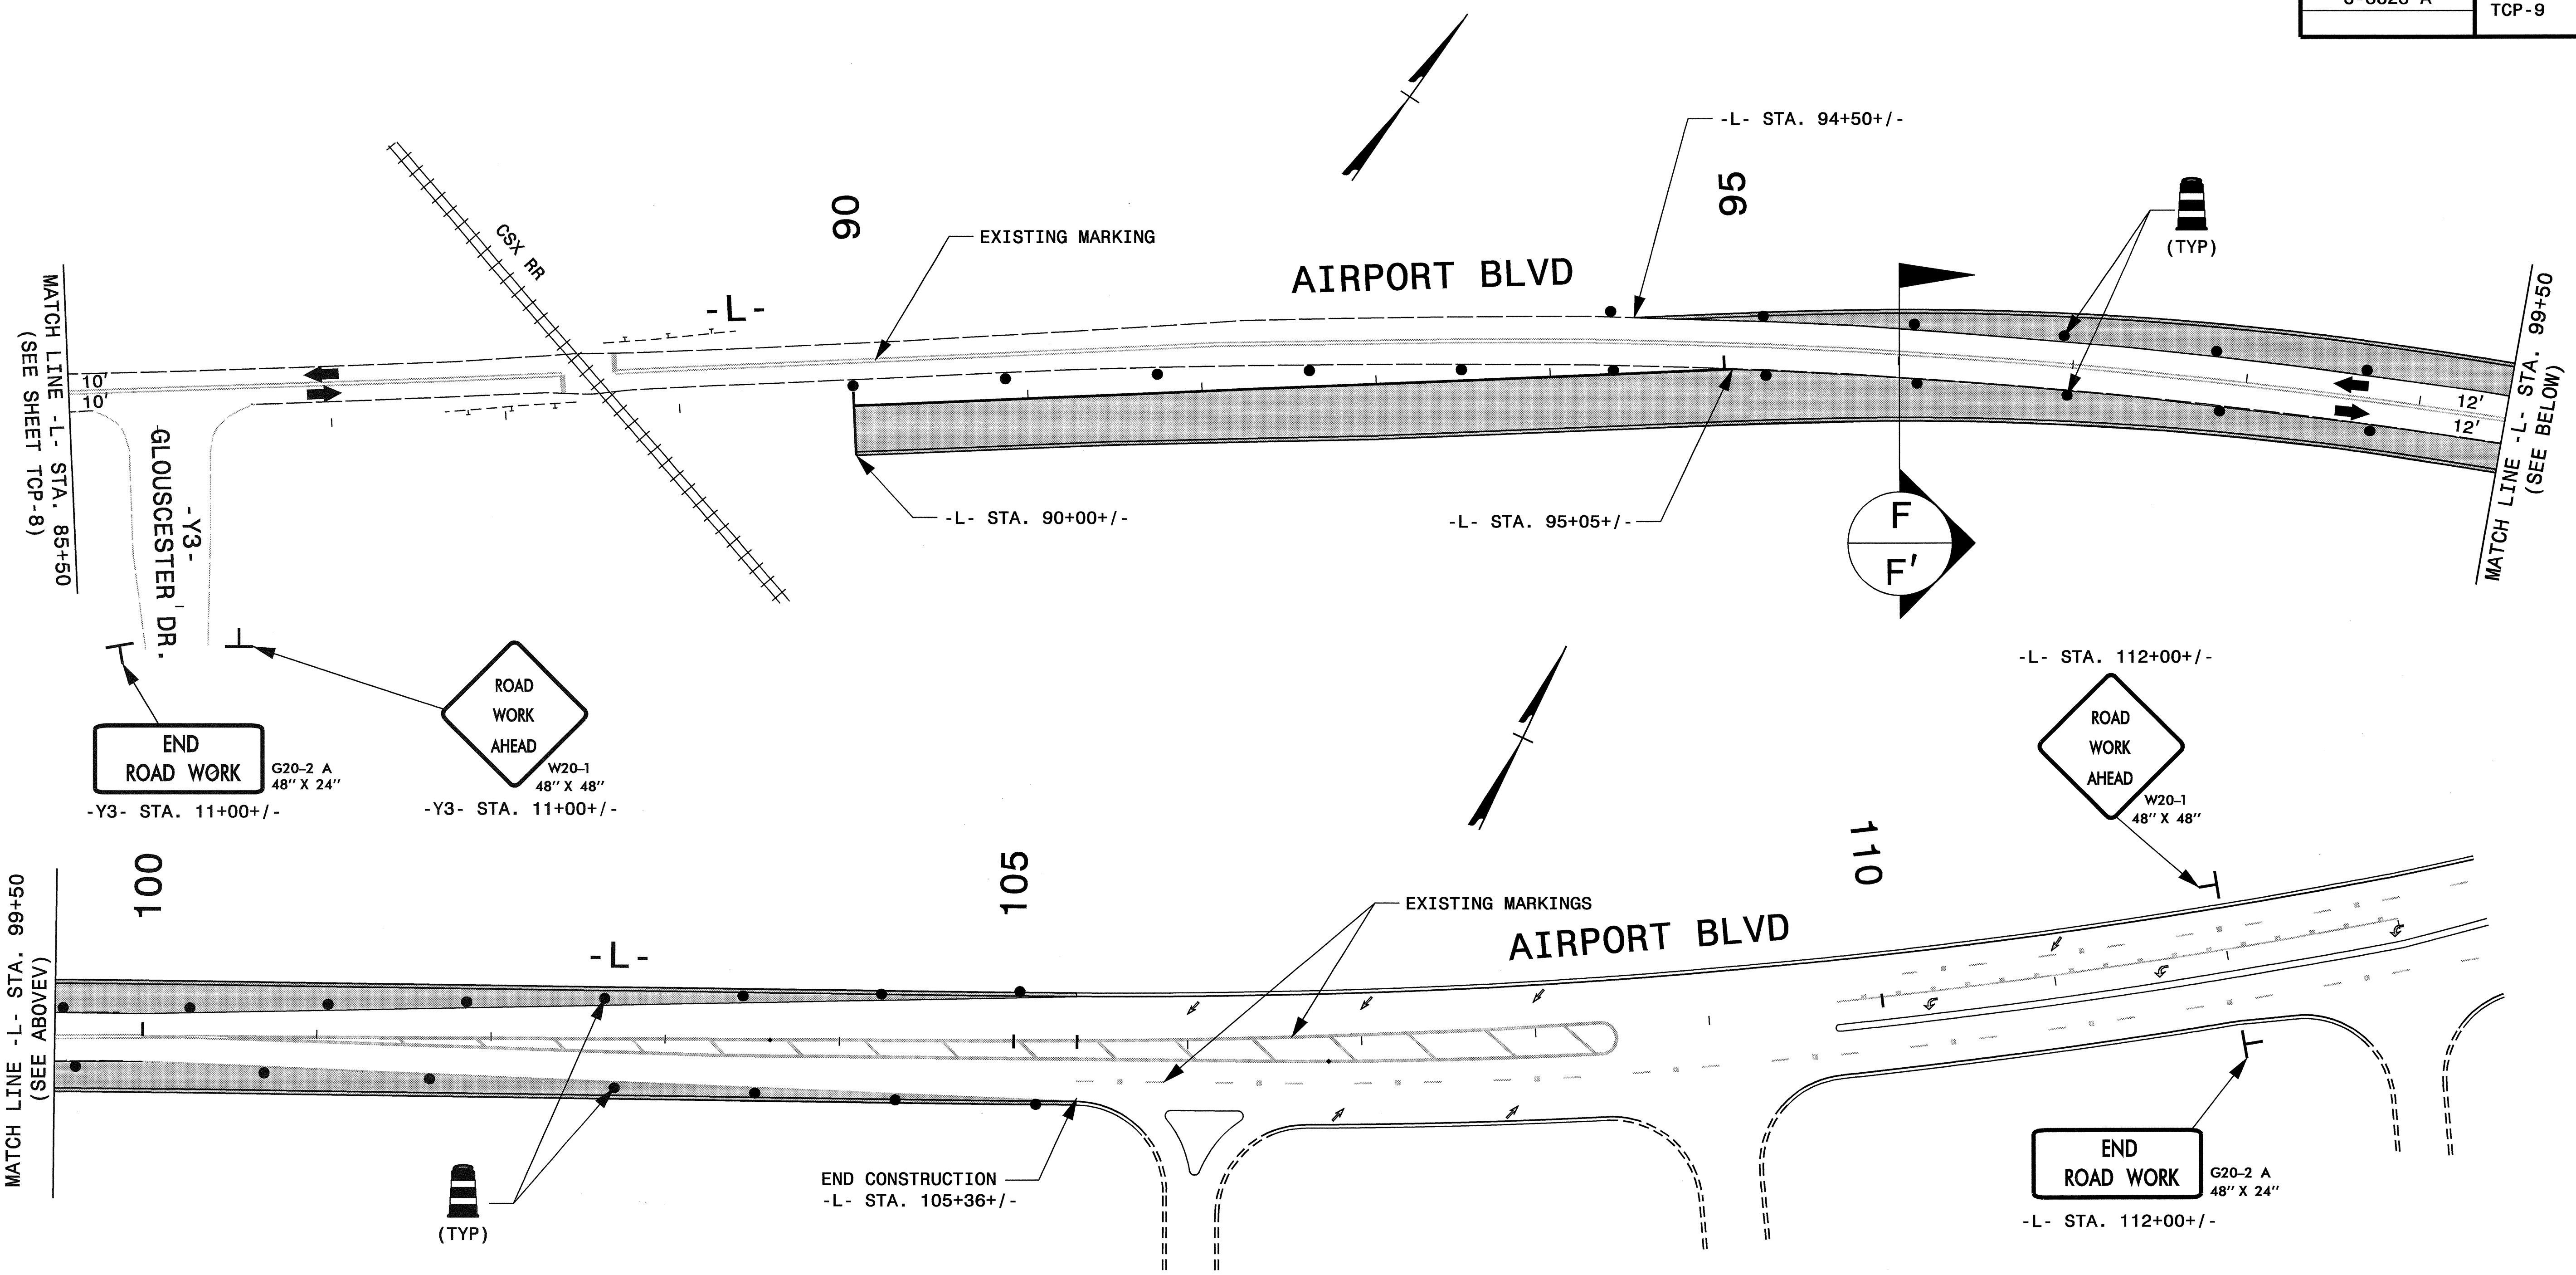 TCP-9
-L- STA. 94+50+/-
95
90
EXISTING MARKING
AIRPORT BLVD
(TYP)
CSX RR
-L-
MATCH LINE -L- STA. 85+50
(SEE SHEET TCP-8)
10'
10'
12'
12'
MATCH LINE -L- STA. 99+50
(SEE BELOW)
-Y3-
GLOUSCESTER DR.
-L- STA. 90+00+/-
-L- STA. 95+05+/-
F
F'
END
ROAD WORK
G20-2 A
48" X 24"
-Y3- STA. 11+00+/-
ROAD
WORK
AHEAD
W20-1
48" X 48"
-Y3- STA. 11+00+/-
-L- STA. 112+00+/-
ROAD
WORK
AHEAD
W20-1
48" X 48"
MATCH LINE -L- STA. 99+50
(SEE ABOVEV)
100
105
110
-L-
EXISTING MARKINGS
AIRPORT BLVD
(TYP)
END CONSTRUCTION
-L- STA. 105+36+/-
END
ROAD WORK
G20-2 A
48" X 24"
-L- STA. 112+00+/-